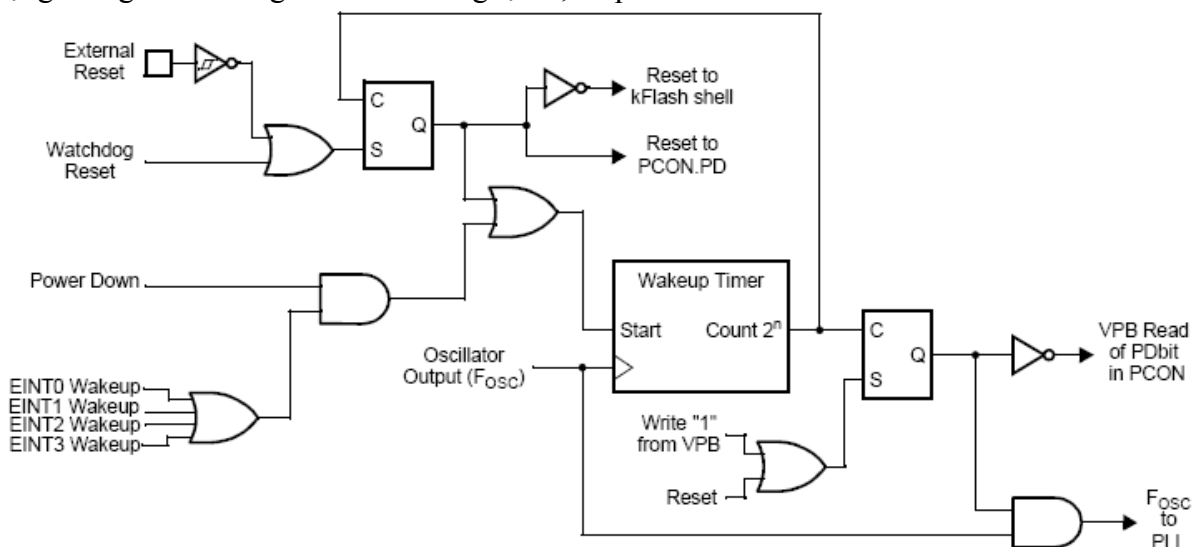 External
Reset
Watchdog
Reset
C
Q
S
Reset to
kFlash shell
Reset to
PCON.PD
Power Down
EINT0 Wakeup
EINT1 Wakeup
EINT2 Wakeup
EINT3 Wakeup
Oscillator
Output (FOSC)
Wakeup Timer
Start
Count 2ⁿ
Write "1"
from VPB
Reset
C
Q
S
VPB Read
of PDbit
in PCON
FOSC
to
PLL